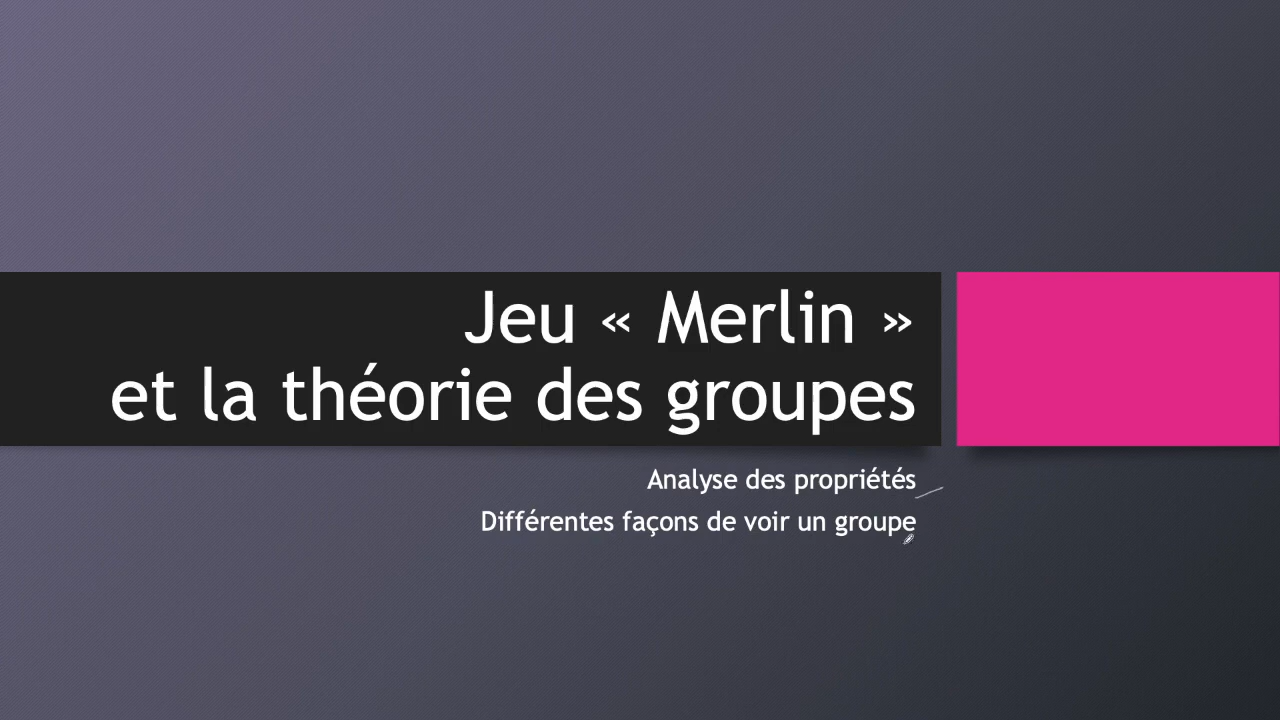 Jeu « Merlin »
et la théorie des groupes
Analyse des propriétés
Différentes façons de voir un groupe